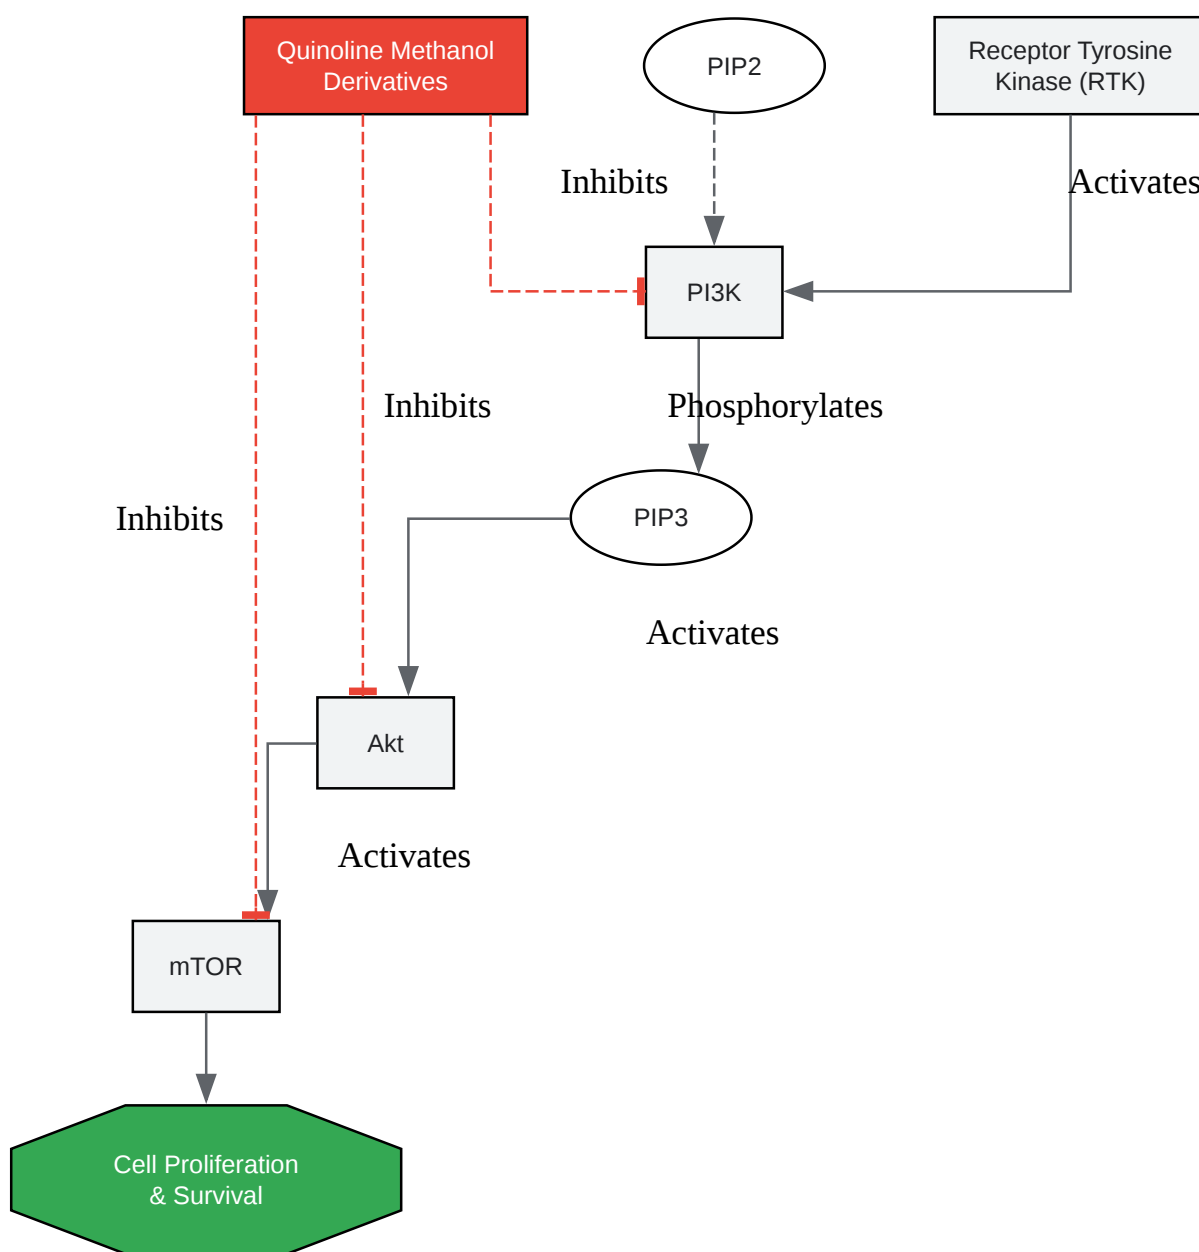 Quinoline Methanol
Derivatives
PIP2
Receptor Tyrosine
Kinase (RTK)
Inhibits
Activates
PI3K
Inhibits
Phosphorylates
Inhibits
PIP3
Activates
Akt
Activates
mTOR
Cell Proliferation
& Survival